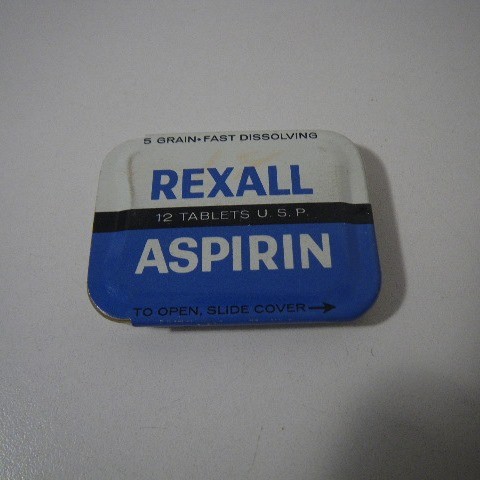 5 GRAIN • FAST DISSOLVING
REXALL
12 TABLETS U.S.P.
ASPIRIN
TO OPEN, SLIDE COVER →